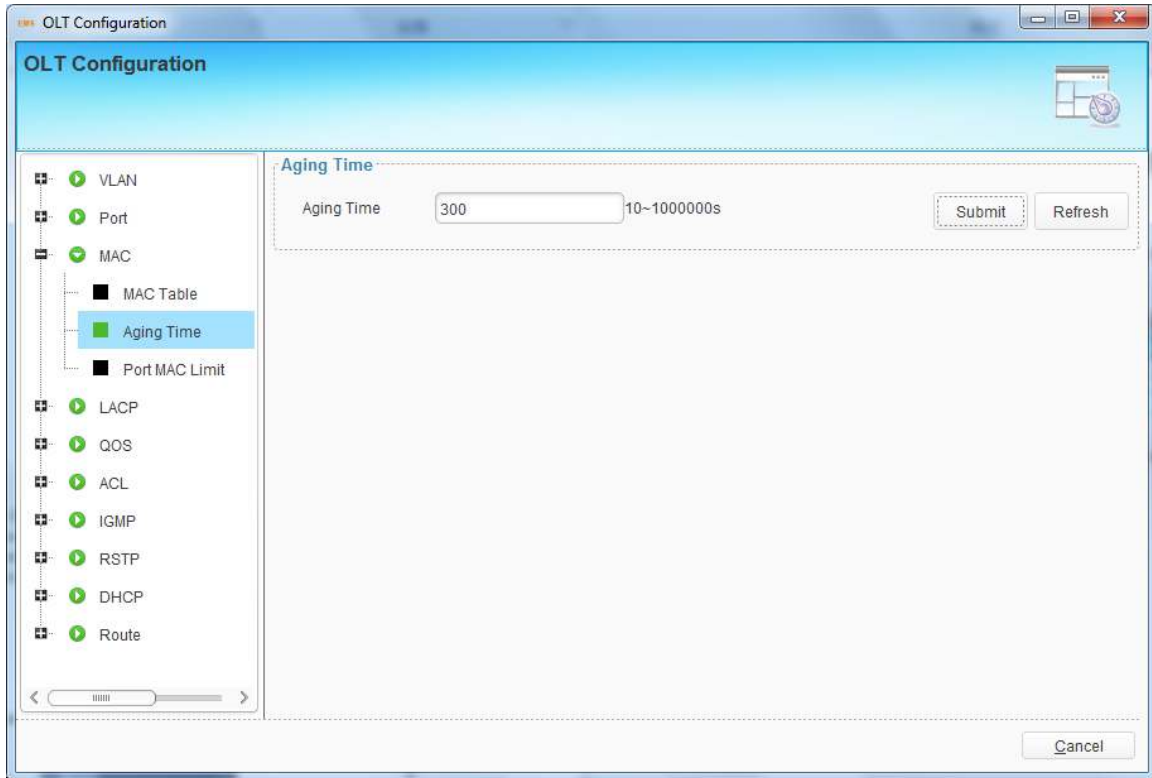 EMS OLT Configuration
OLT Configuration
VLAN
Port
MAC
MAC Table
Aging Time
Port MAC Limit
LACP
QOS
ACL
IGMP
RSTP
DHCP
Route
Aging Time
Aging Time 300 10~1000000s Submit Refresh
Cancel